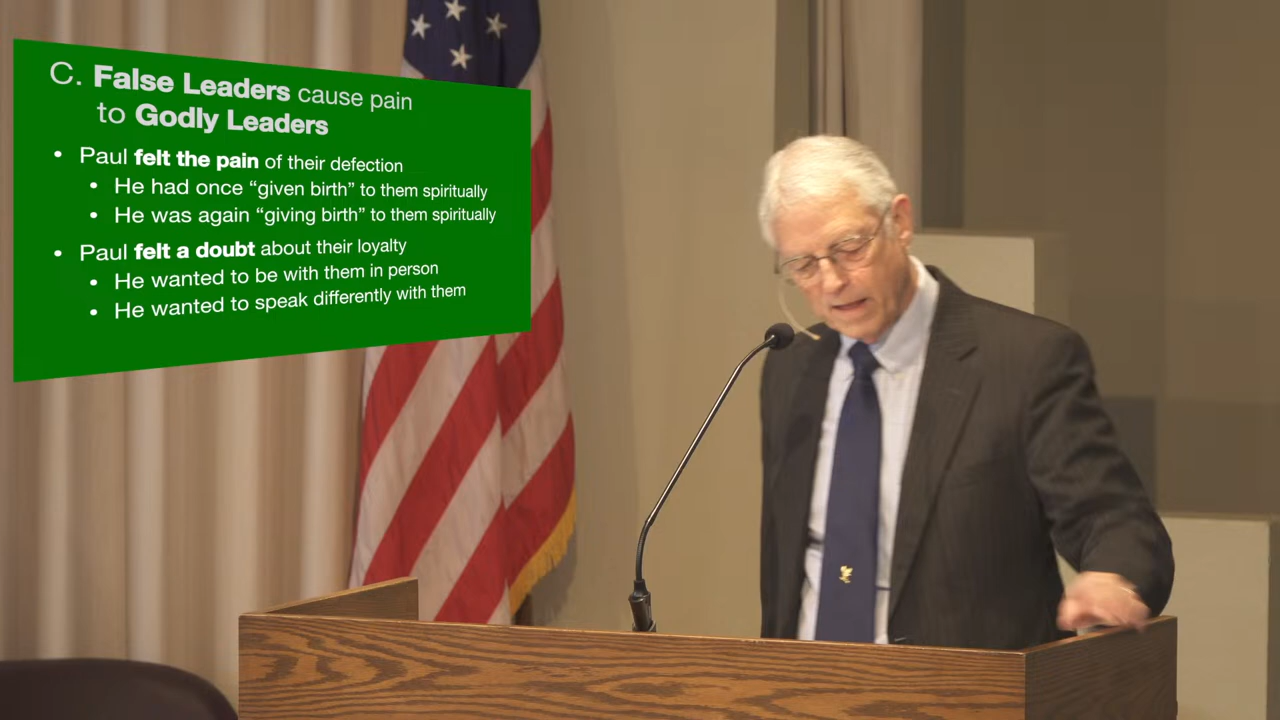 C. False Leaders cause pain
to Godly Leaders
• Paul felt the pain of their defection
• He had once “given birth” to them spiritually
• He was again “giving birth” to them spiritually
• Paul felt a doubt about their loyalty
• He wanted to be with them in person
• He wanted to speak differently with them